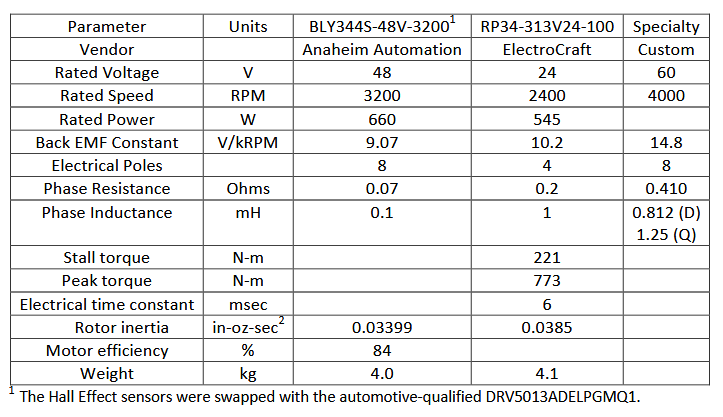 Parameter Units BLY344S-48V-3200¹ RP34-313V24-100 Specialty
Vendor Anaheim Automation ElectroCraft Custom
Rated Voltage V 48 24 60
Rated Speed RPM 3200 2400 4000
Rated Power W 660 545
Back EMF Constant V/kRPM 9.07 10.2 14.8
Electrical Poles 8 4 8
Phase Resistance Ohms 0.07 0.2 0.410
Phase Inductance mH 0.1 1 0.812 (D)
1.25 (Q)
Stall torque N-m 221
Peak torque N-m 773
Electrical time constant msec 6
Rotor inertia in-oz-sec² 0.03399 0.0385
Motor efficiency % 84
Weight kg 4.0 4.1
¹ The Hall Effect sensors were swapped with the automotive-qualified DRV5013ADELPGMQ1.